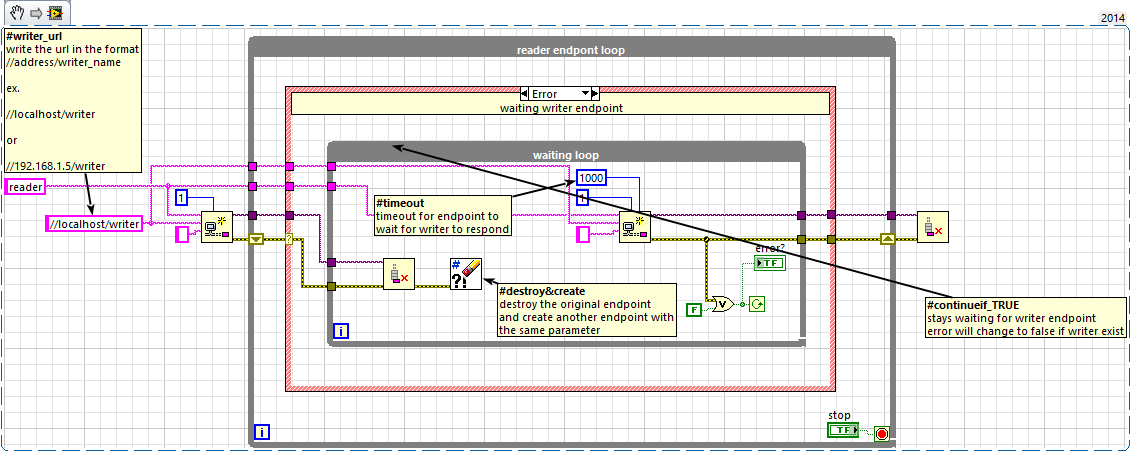 2014
#writer_url
write the url in the format
//address/writer_name
ex.
//localhost/writer
or
//192.168.1.5/writer
reader endpont loop
Error
waiting writer endpoint
waiting loop
reader
1
//localhost/writer
#timeout
timeout for endpoint to
wait for writer to respond
1000
1
?
error?
TF
#
?!
#destroy&create
destroy the original endpoint
and create another endpoint with
the same parameter
F
V
#continueif_TRUE
stays waiting for writer endpoint
error will change to false if writer exist
i
stop
TF
i